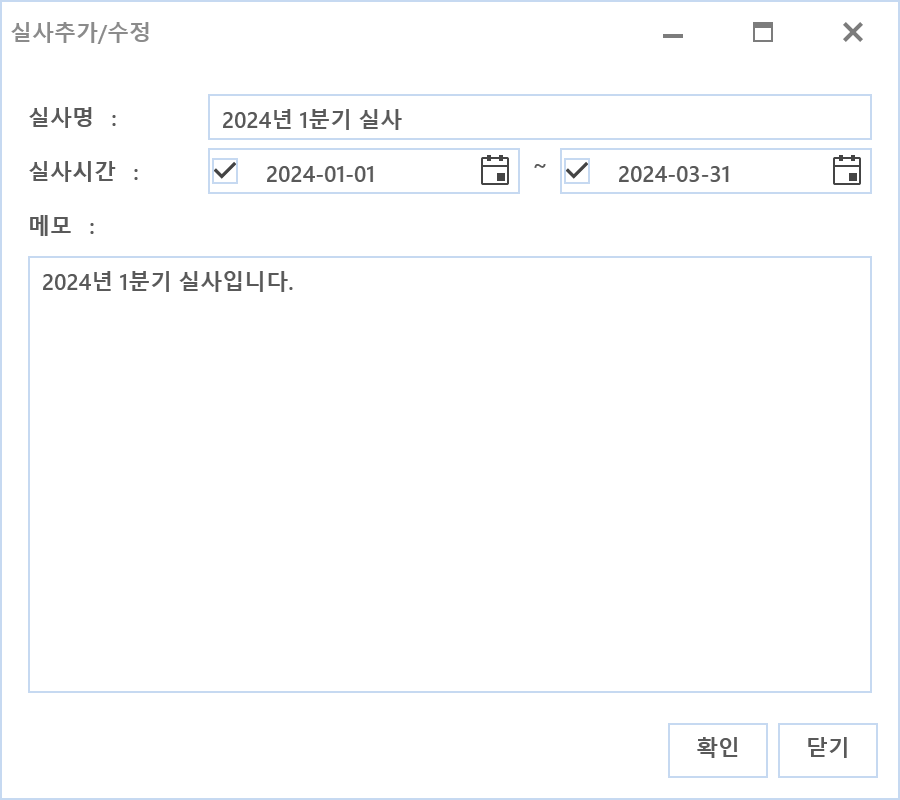 실사추가/수정
실사명 : 2024년 1분기 실사
실사시간 : 2024-01-01 ~ 2024-03-31
메모 :
2024년 1분기 실사입니다.
확인 닫기